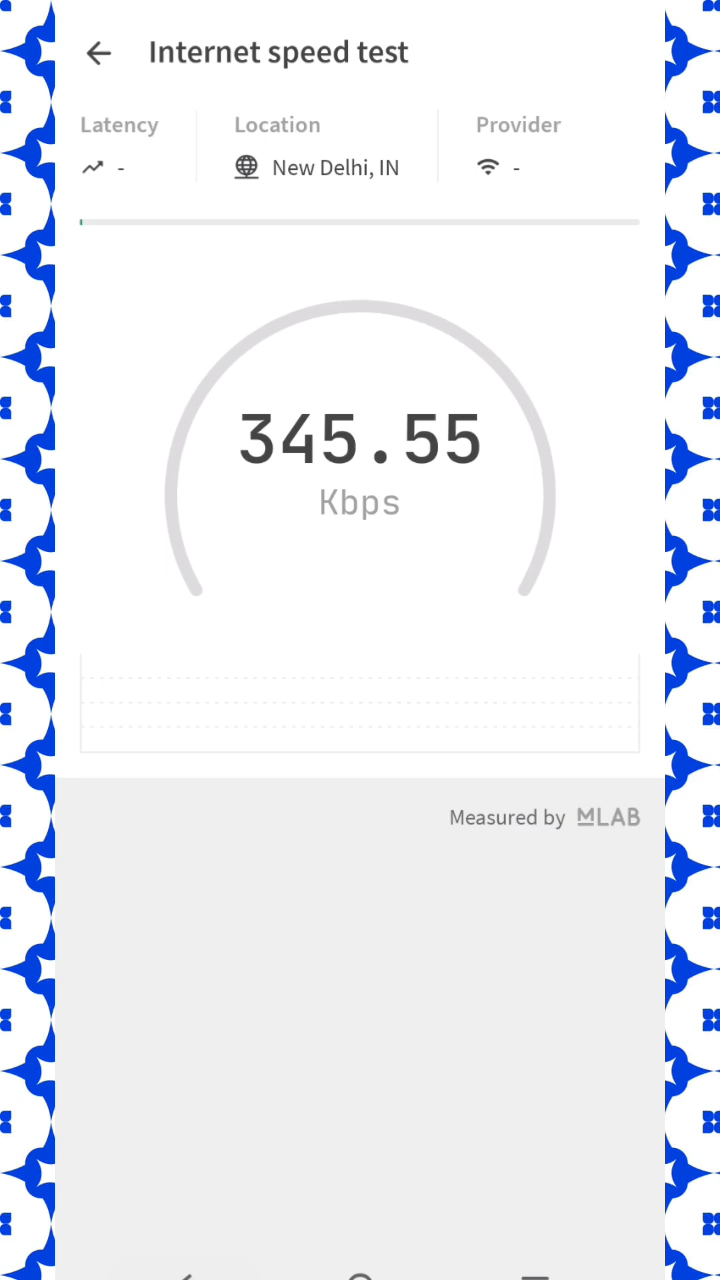 Internet speed test
Latency
-
Location
New Delhi, IN
Provider
-
345.55
Kbps
Measured by MLAB